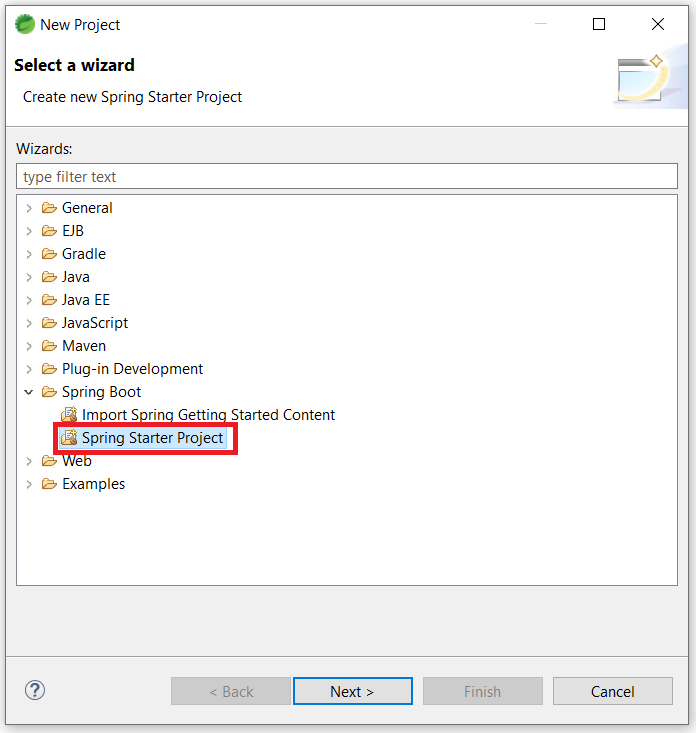 New Project
Select a wizard
Create new Spring Starter Project
Wizards:
type filter text
General
EJB
Gradle
Java
Java EE
JavaScript
Maven
Plug-in Development
Spring Boot
Import Spring Getting Started Content
Spring Starter Project
Web
Examples
? < Back Next > Finish Cancel